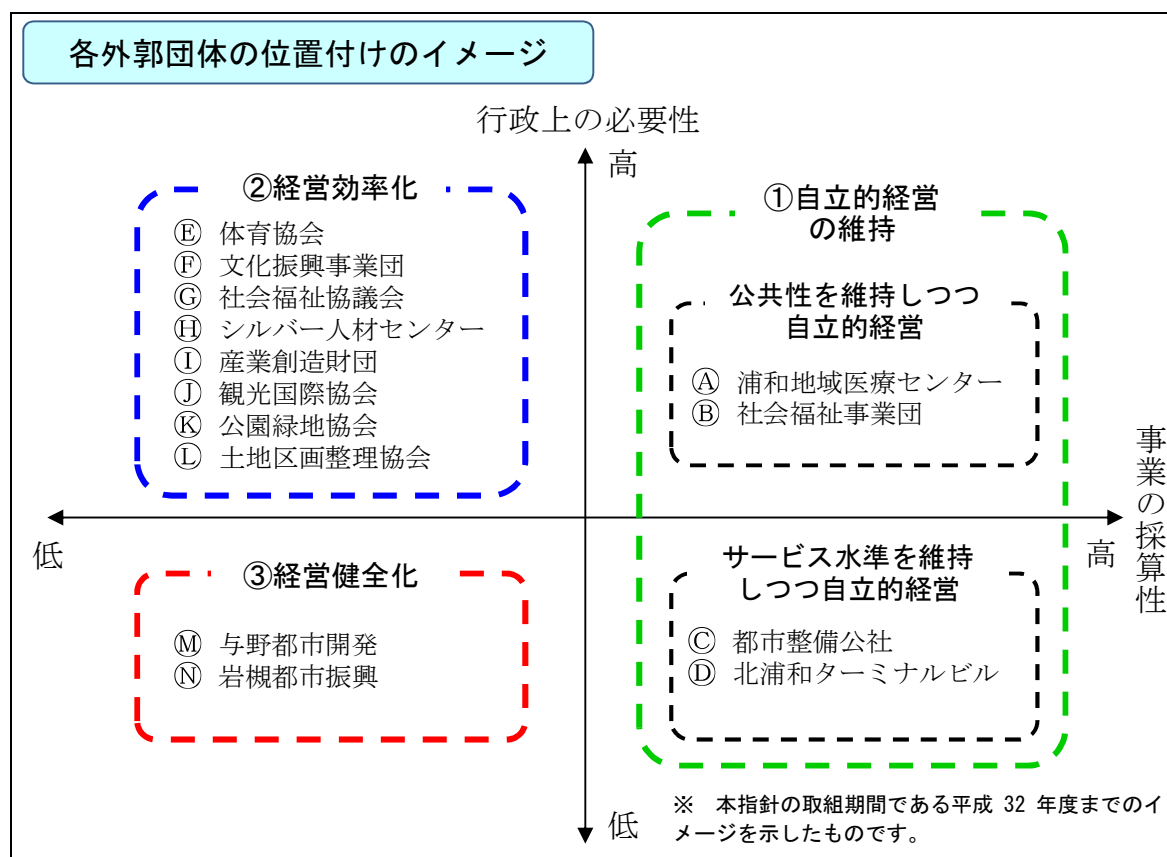 各外郭団体の位置付けのイメージ
行政上の必要性
高
②経営効率化
Ⓔ 体育協会
Ⓕ 文化振興事業団
Ⓖ 社会福祉協議会
Ⓗ シルバー人材センター
Ⓘ 産業創造財団
Ⓙ 観光国際協会
Ⓚ 公園緑地協会
Ⓛ 土地区画整理協会
①自立的経営
の維持
公共性を維持しつつ
自立的経営
Ⓐ 浦和地域医療センター
Ⓑ 社会福祉事業団
事業の採算性
低
高
③経営健全化
Ⓜ 与野都市開発
Ⓝ 岩槻都市振興
サービス水準を維持
しつつ自立的経営
Ⓒ 都市整備公社
Ⓓ 北浦和ターミナルビル
低
※ 本指針の取組期間である平成 32 年度までのイ
メージを示したものです。